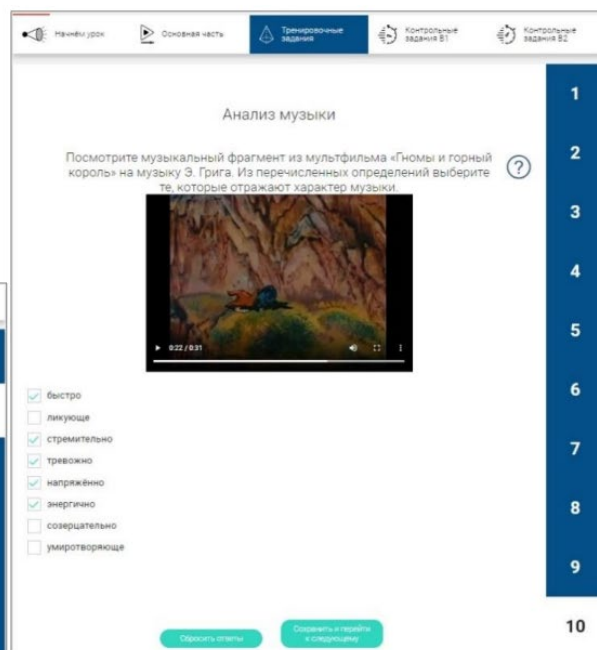 Начнём урок
Основная часть
Тренировочные
задания
Контрольные
задания В1
Контрольные
задания В2
Анализ музыки
Посмотрите музыкальный фрагмент из мультфильма «Гномы и горный
король» на музыку Э. Грига. Из перечисленных определений выберите
те, которые отражают характер музыки.
?
0:22 / 0:31
быстро
ликующе
стремительно
тревожно
напряжённо
энергично
созерцательно
умиротворяюще
Сбросить ответы
Сохранить и перейти
к следующему
1
2
3
4
5
6
7
8
9
10